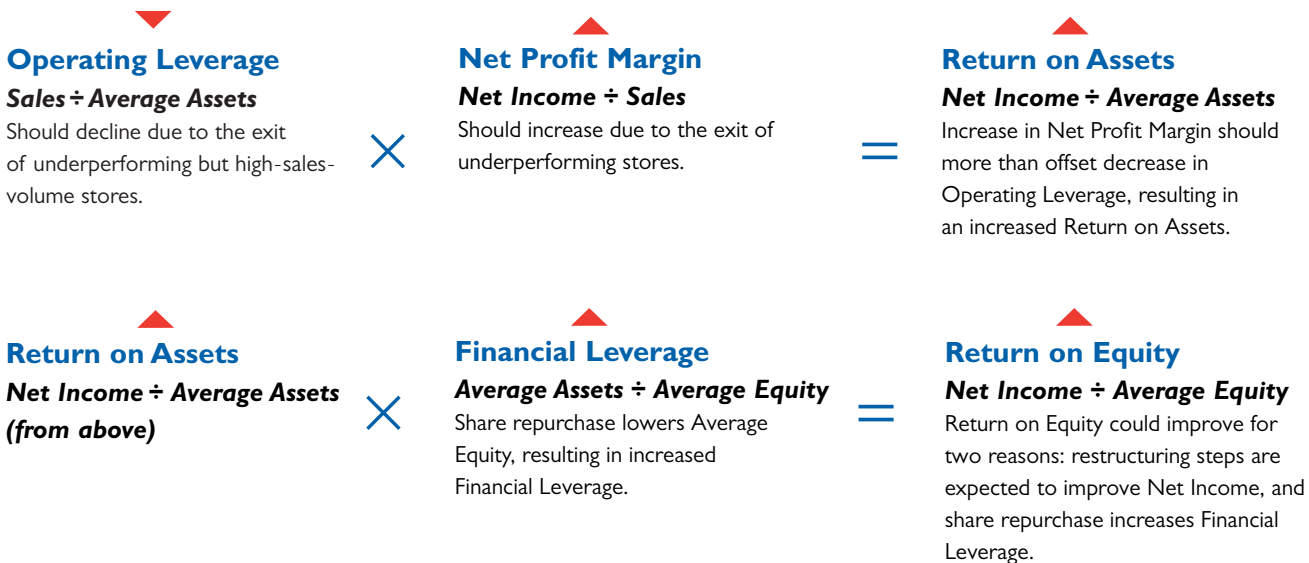 Operating Leverage
Sales ÷ Average Assets
Should decline due to the exit
of underperforming but high-sales-
volume stores.
×
Net Profit Margin
Net Income ÷ Sales
Should increase due to the exit of
underperforming stores.
=
Return on Assets
Net Income ÷ Average Assets
Increase in Net Profit Margin should
more than offset decrease in
Operating Leverage, resulting in
an increased Return on Assets.
Return on Assets
Net Income ÷ Average Assets
(from above)
×
Financial Leverage
Average Assets ÷ Average Equity
Share repurchase lowers Average
Equity, resulting in increased
Financial Leverage.
=
Return on Equity
Net Income ÷ Average Equity
Return on Equity could improve for
two reasons: restructuring steps are
expected to improve Net Income, and
share repurchase increases Financial
Leverage.